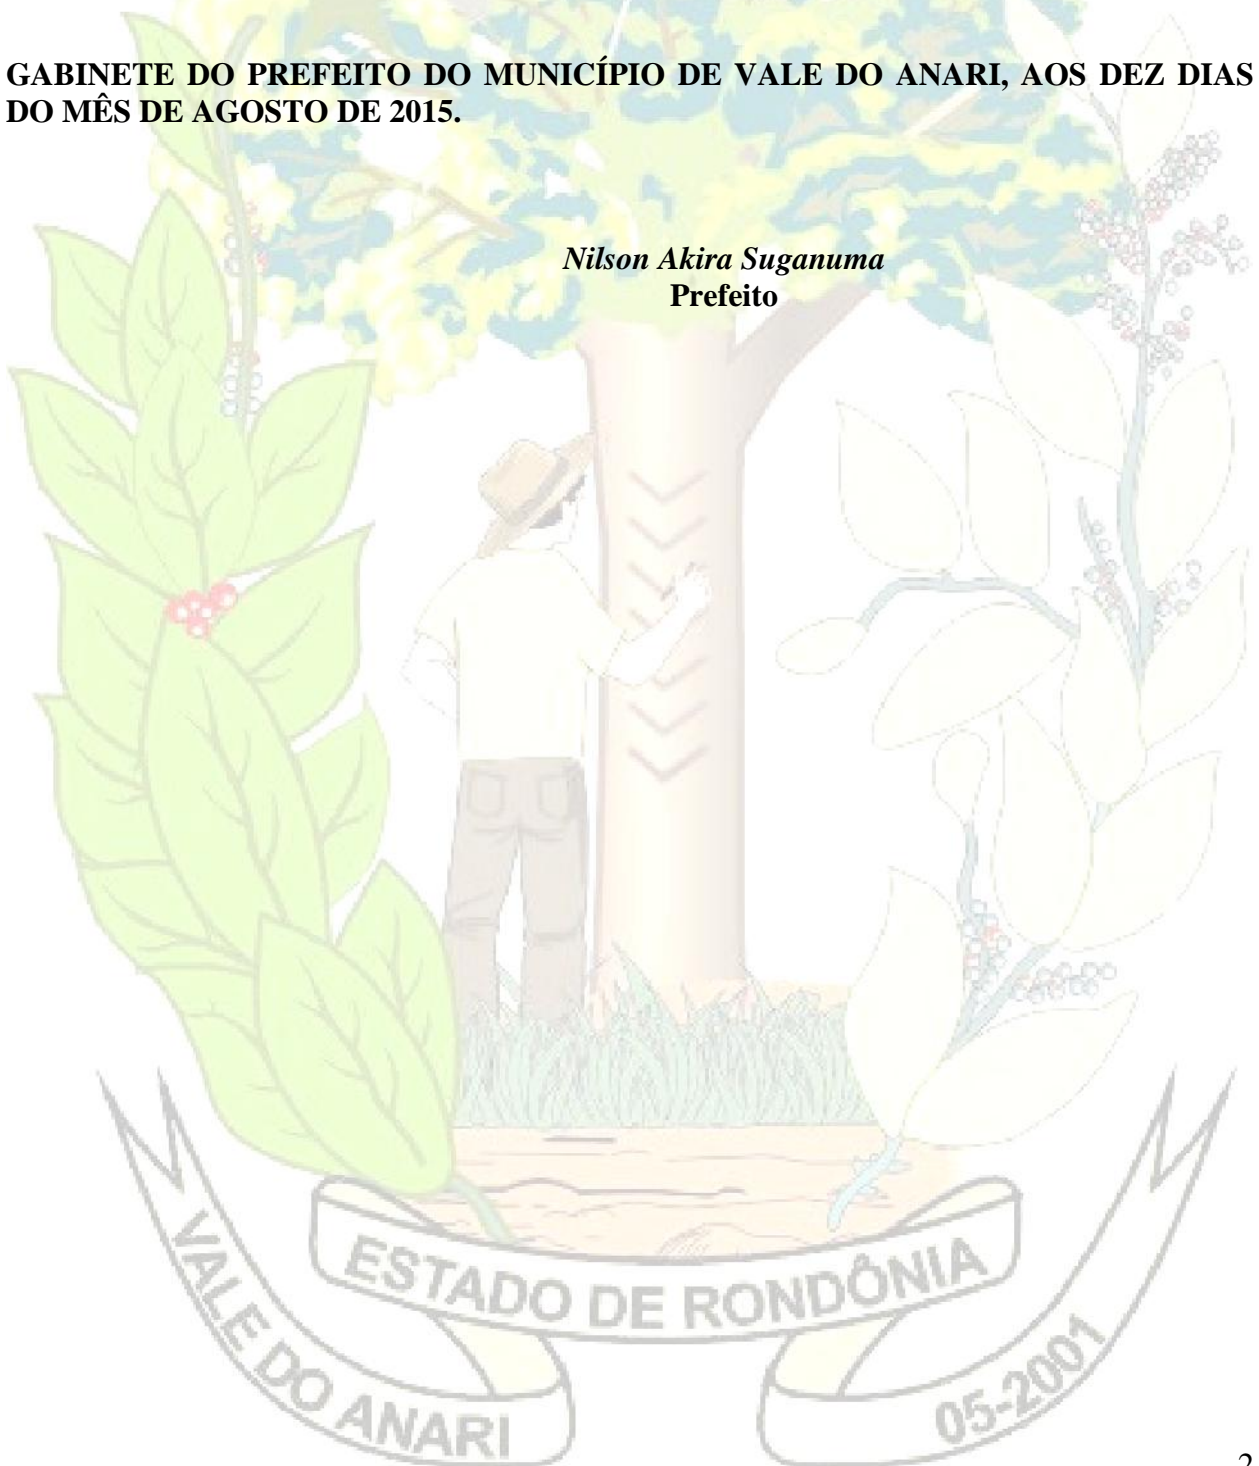 GABINETE DO PREFEITO DO MUNICÍPIO DE VALE DO ANARI, AOS DEZ DIAS
DO MÊS DE AGOSTO DE 2015.
Nilson Akira Suganuma
Prefeito
ESTADO DE RONDÔNIA
VALE DO ANARI
05-2001
2